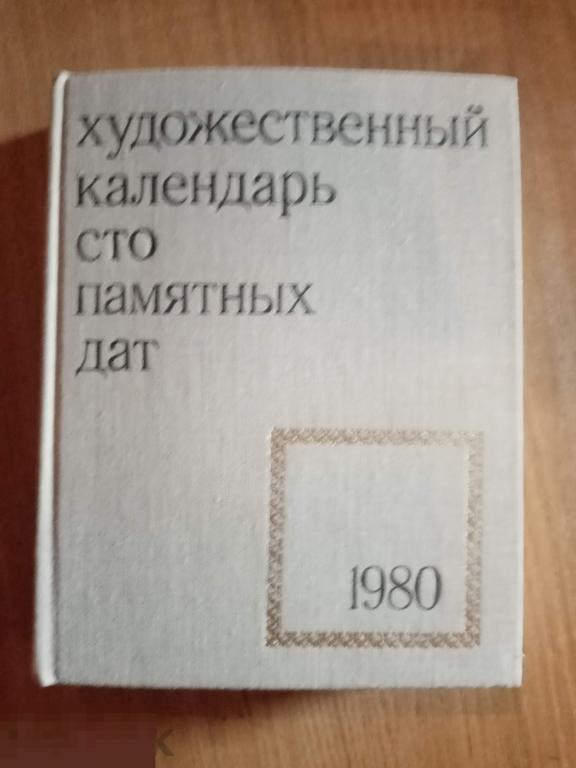 художественный
календарь
сто
памятных
дат
1980